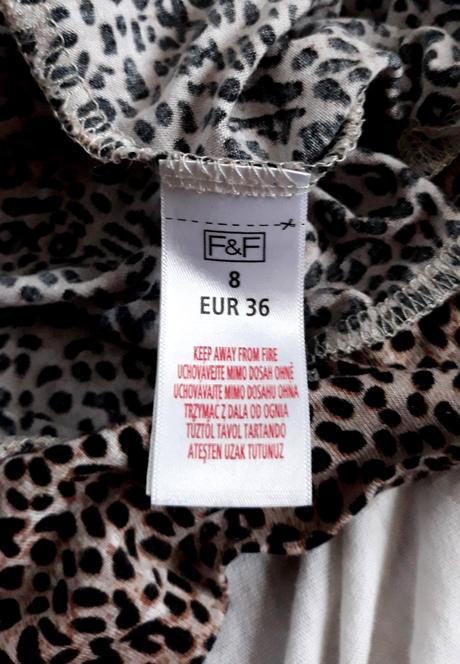 F&F
8
EUR 36
KEEP AWAY FROM FIRE
UCHOVÁVEJTE MIMO DOSAH OHNĚ
UCHOVÁVAJTE MIMO DOSAHU OHŇA
TRZYMAĆ Z DALA OD OGNIA
TŰZTŐL TÁVOL TARTANDÓ
ATEŞTEN UZAK TUTUNUZ